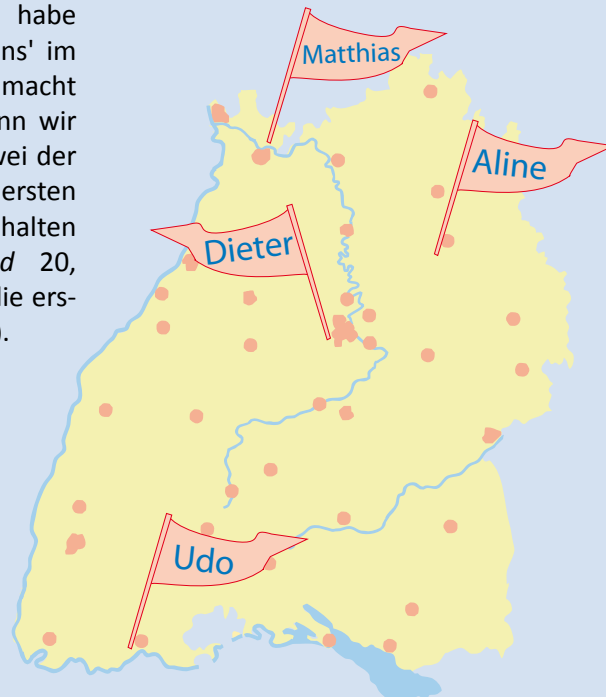 habe
ns' im
macht
nn wir
wei der
ersten
halten
d 20,
die ers-
).
Matthias
Aline
Dieter
Udo